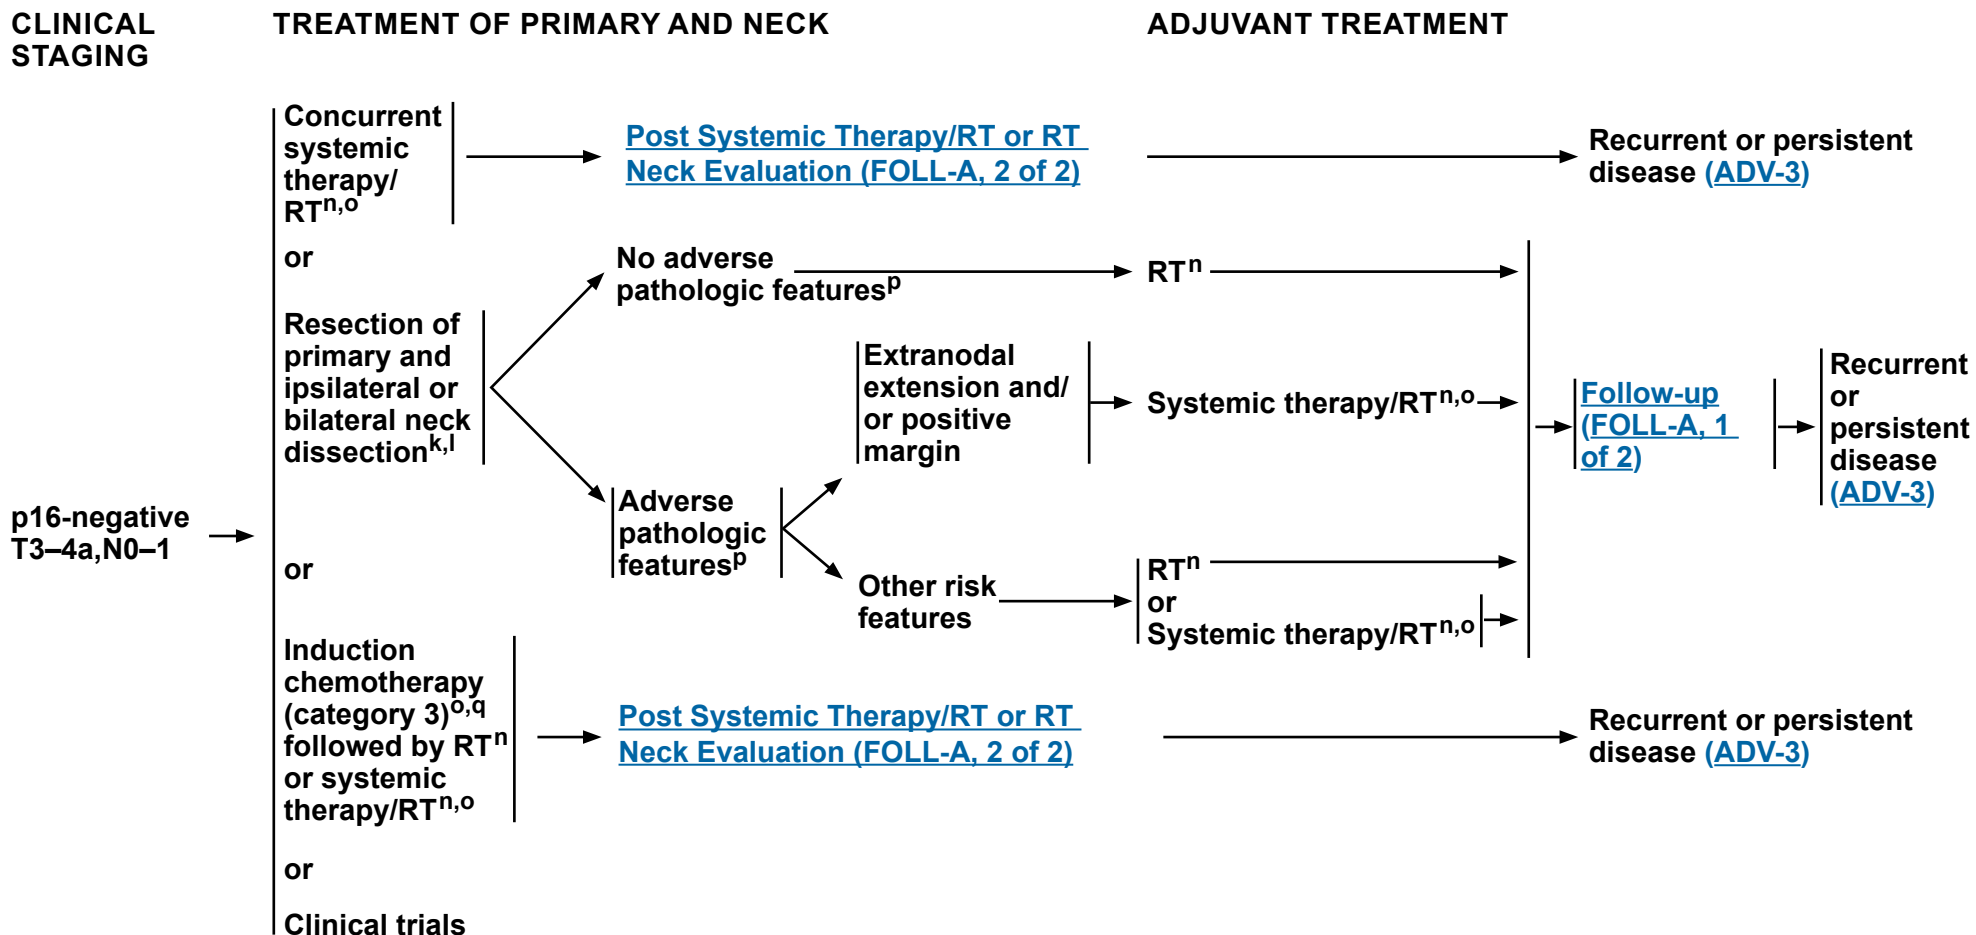 CLINICAL
STAGING
TREATMENT OF PRIMARY AND NECK
ADJUVANT TREATMENT
p16-negative
T3–4a,N0–1
Concurrent
systemic
therapy/
RTn,o
Post Systemic Therapy/RT or RT
Neck Evaluation (FOLL-A, 2 of 2)
Recurrent or persistent
disease (ADV-3)
or
Resection of
primary and
ipsilateral or
bilateral neck
dissectionk,l
No adverse
pathologic featuresp
RTn
Adverse
pathologic
featuresp
Extranodal
extension and/
or positive
margin
Systemic therapy/RTn,o
Other risk
features
RTn
or
Systemic therapy/RTn,o
Follow-up
(FOLL-A, 1
of 2)
Recurrent
or
persistent
disease
(ADV-3)
or
Induction
chemotherapy
(category 3)o,q
followed by RTn
or systemic
therapy/RTn,o
Post Systemic Therapy/RT or RT
Neck Evaluation (FOLL-A, 2 of 2)
Recurrent or persistent
disease (ADV-3)
or
Clinical trials